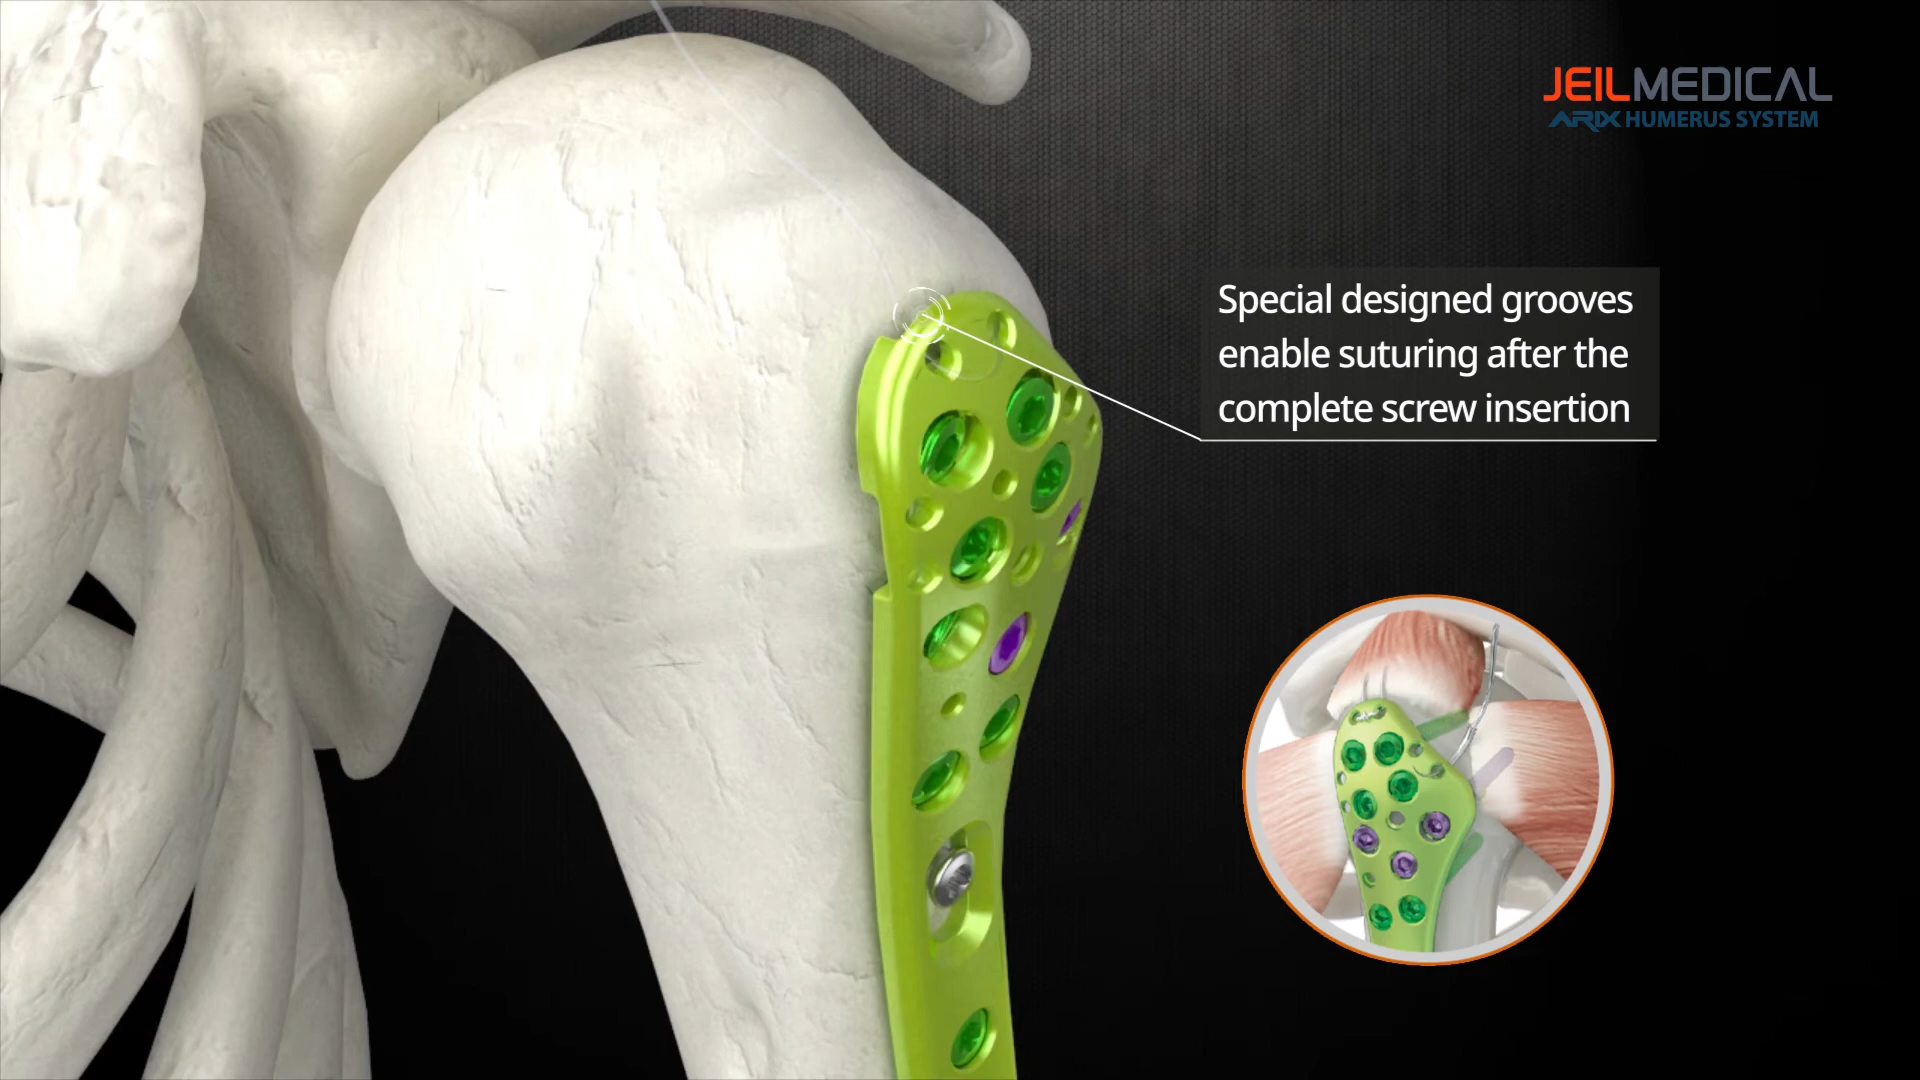 JEILMEDICAL
ARIX HUMERUS SYSTEM
Special designed grooves
enable suturing after the
complete screw insertion